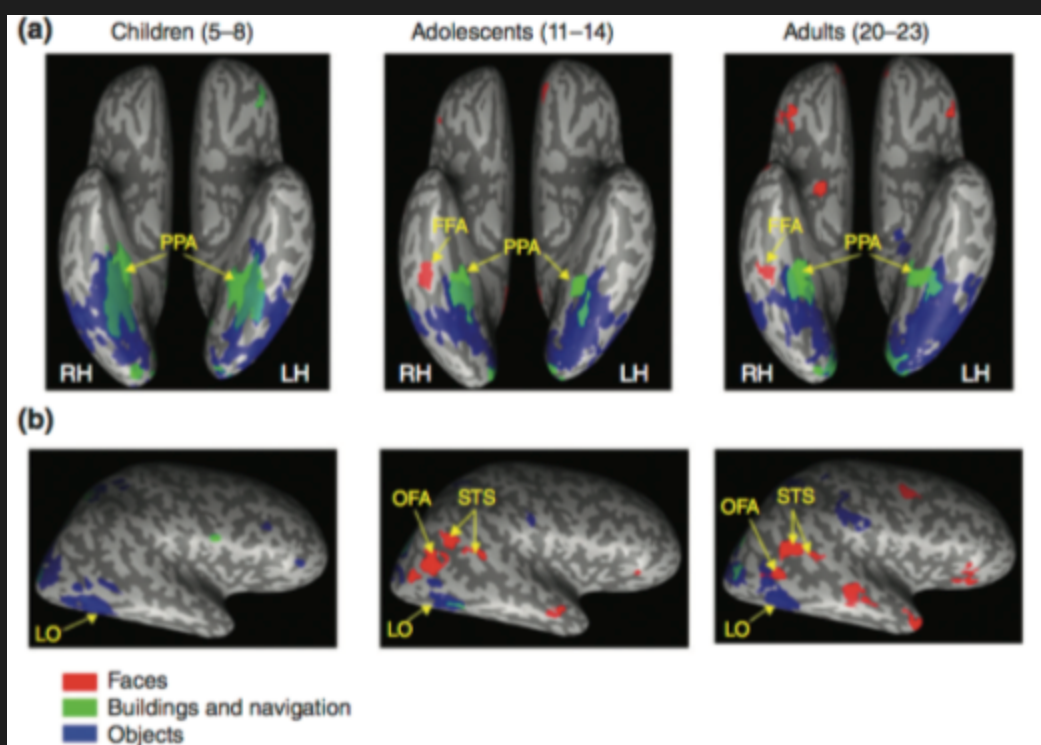 (a)
Children (5–8)
Adolescents (11–14)
Adults (20–23)
PPA
RH
LH
FFA
PPA
RH
LH
FFA
PPA
RH
LH
(b)
LO
OFA
STS
LO
OFA
STS
LO
Faces
Buildings and navigation
Objects